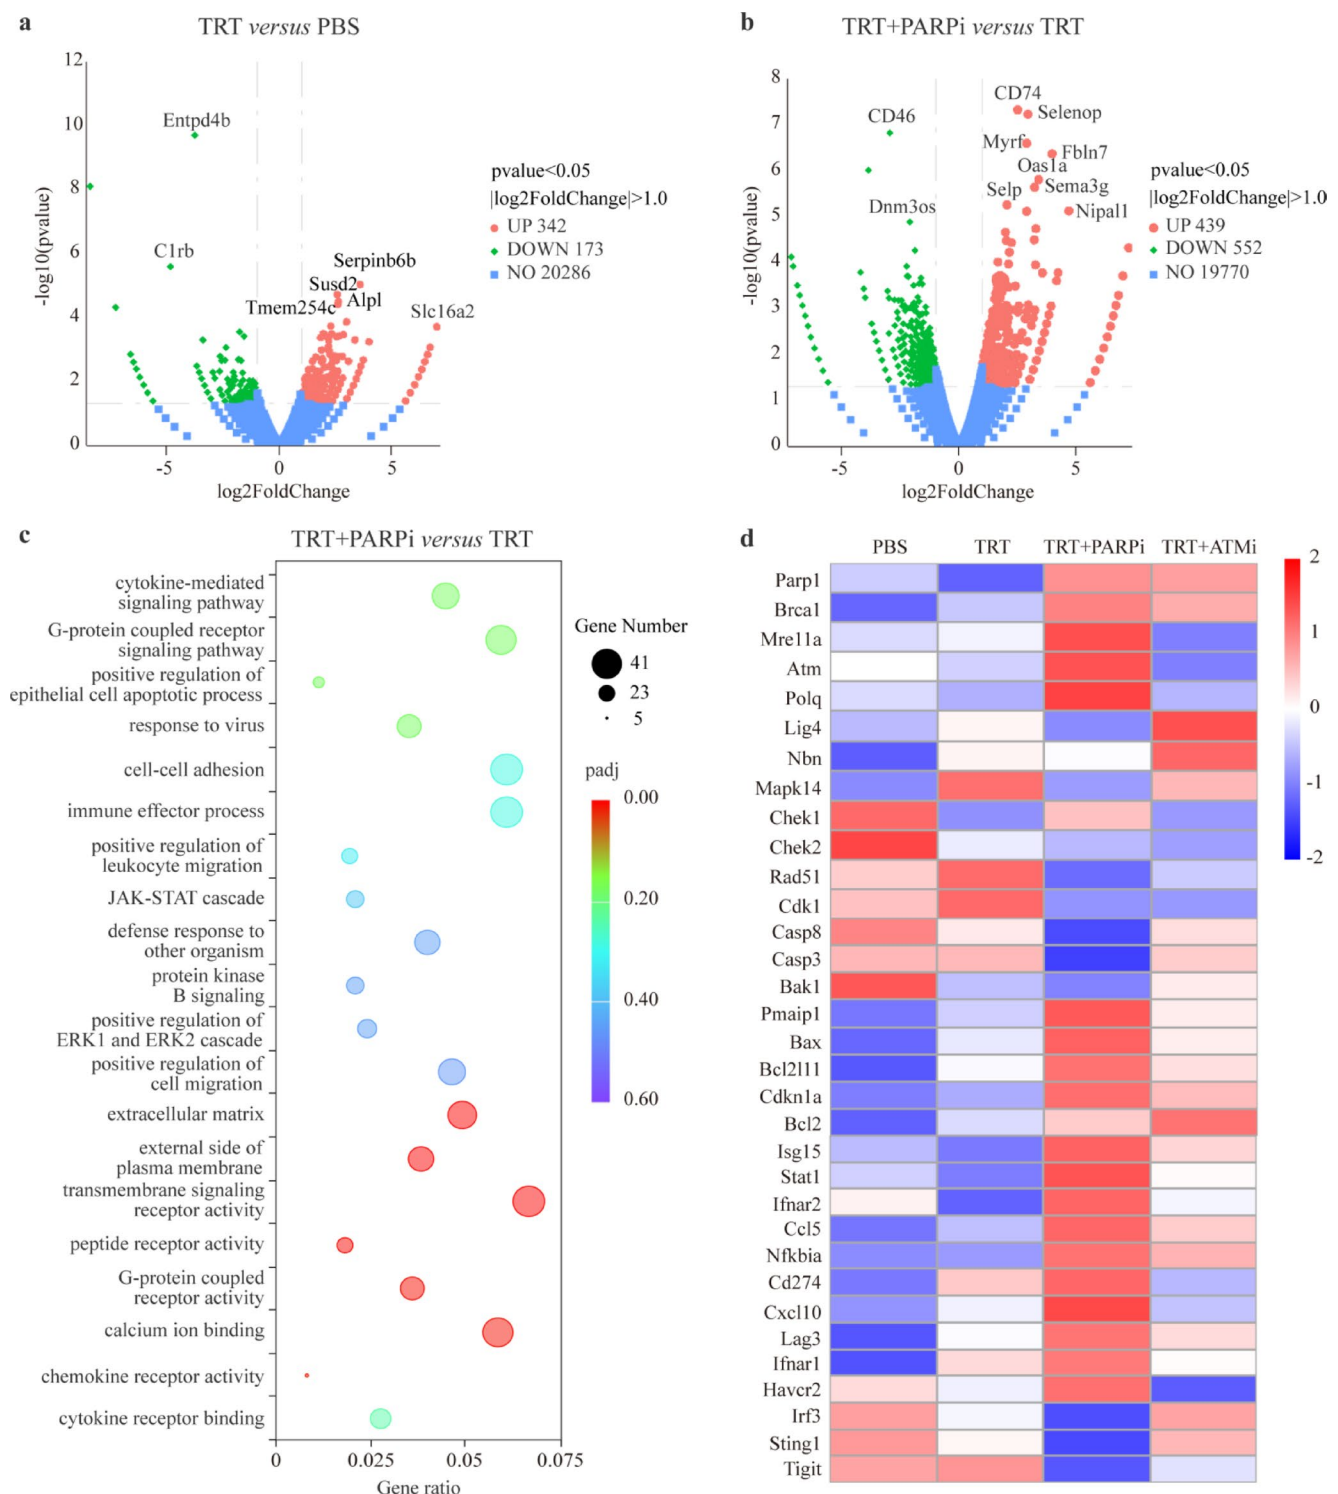 a
TRT versus PBS
12
10
8
6
4
2
0
-log10(pvalue)
Entpd4b
C1rb
Serpinb6b
Susd2
Alpl
Tmem254c
Slc16a2
-5
0
5
log2FoldChange
pvalue<0.05
|log2FoldChange|>1.0
UP 342
DOWN 173
NO 20286
b
TRT+PARPi versus TRT
8
7
6
5
4
3
2
1
0
-log10(pvalue)
CD74
Selenop
CD46
Myrf
Fbln7
Oas1a
Selp
Sema3g
Dnm3os
Nipal1
-5
0
5
log2FoldChange
pvalue<0.05
|log2FoldChange|>1.0
UP 439
DOWN 552
NO 19770
c
TRT+PARPi versus TRT
cytokine-mediated
signaling pathway
G-protein coupled receptor
signaling pathway
positive regulation of
epithelial cell apoptotic process
response to virus
cell-cell adhesion
immune effector process
positive regulation of
leukocyte migration
JAK-STAT cascade
defense response to
other organism
protein kinase
B signaling
positive regulation of
ERK1 and ERK2 cascade
positive regulation of
cell migration
extracellular matrix
external side of
plasma membrane
transmembrane signaling
receptor activity
peptide receptor activity
G-protein coupled
receptor activity
calcium ion binding
chemokine receptor activity
cytokine receptor binding
0
0.025
0.05
0.075
Gene ratio
Gene Number
41
23
5
padj
0.00
0.20
0.40
0.60
d
PBS
TRT
TRT+PARPi
TRT+ATMi
Parp1
Brca1
Mre11a
Atm
Polq
Lig4
Nbn
Mapk14
Chek1
Chek2
Rad51
Cdk1
Casp8
Casp3
Bak1
Pmaip1
Bax
Bcl2l11
Cdkn1a
Bcl2
Isg15
Stat1
Ifnar2
Ccl5
Nfkbia
Cd274
Cxcl10
Lag3
Ifnar1
Havcr2
Irf3
Sting1
Tigit
2
1
0
-1
-2